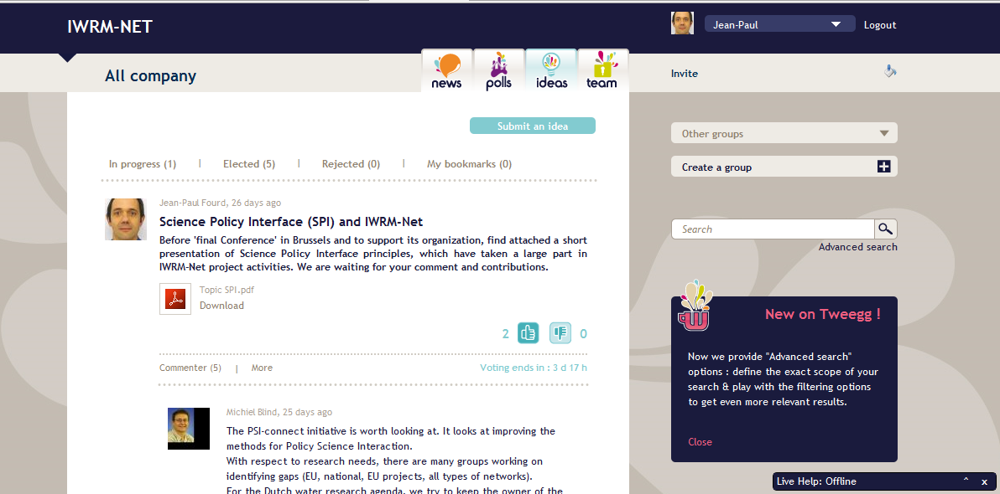 IWRM-NET
Jean-Paul
Logout
All company
news
polls
ideas
team
Invite
Submit an idea
In progress (1) | Elected (5) | Rejected (0) | My bookmarks (0)
Other groups
Create a group
Search
Advanced search
Jean-Paul Fourd, 26 days ago
Science Policy Interface (SPI) and IWRM-Net
Before 'final Conference' in Brussels and to support its organization, find attached a short
presentation of Science Policy Interface principles, which have taken a large part in
IWRM-Net project activities. We are waiting for your comment and contributions.
Topic SPI.pdf
Download
2
0
Commenter (5) | More
Voting ends in : 3 d 17 h
Michiel Blind, 25 days ago
The PSI-connect initiative is worth looking at. It looks at improving the
methods for Policy Science Interaction.
With respect to research needs, there are many groups working on
identifying gaps (EU, national, EU projects, all types of networks).
For the Dutch water research agenda, we try to keep the owner of the
New on Tweegg !
Now we provide "Advanced search"
options : define the exact scope of your
search & play with the filtering options
to get even more relevant results.
Close
Live Help: Offline ^ x